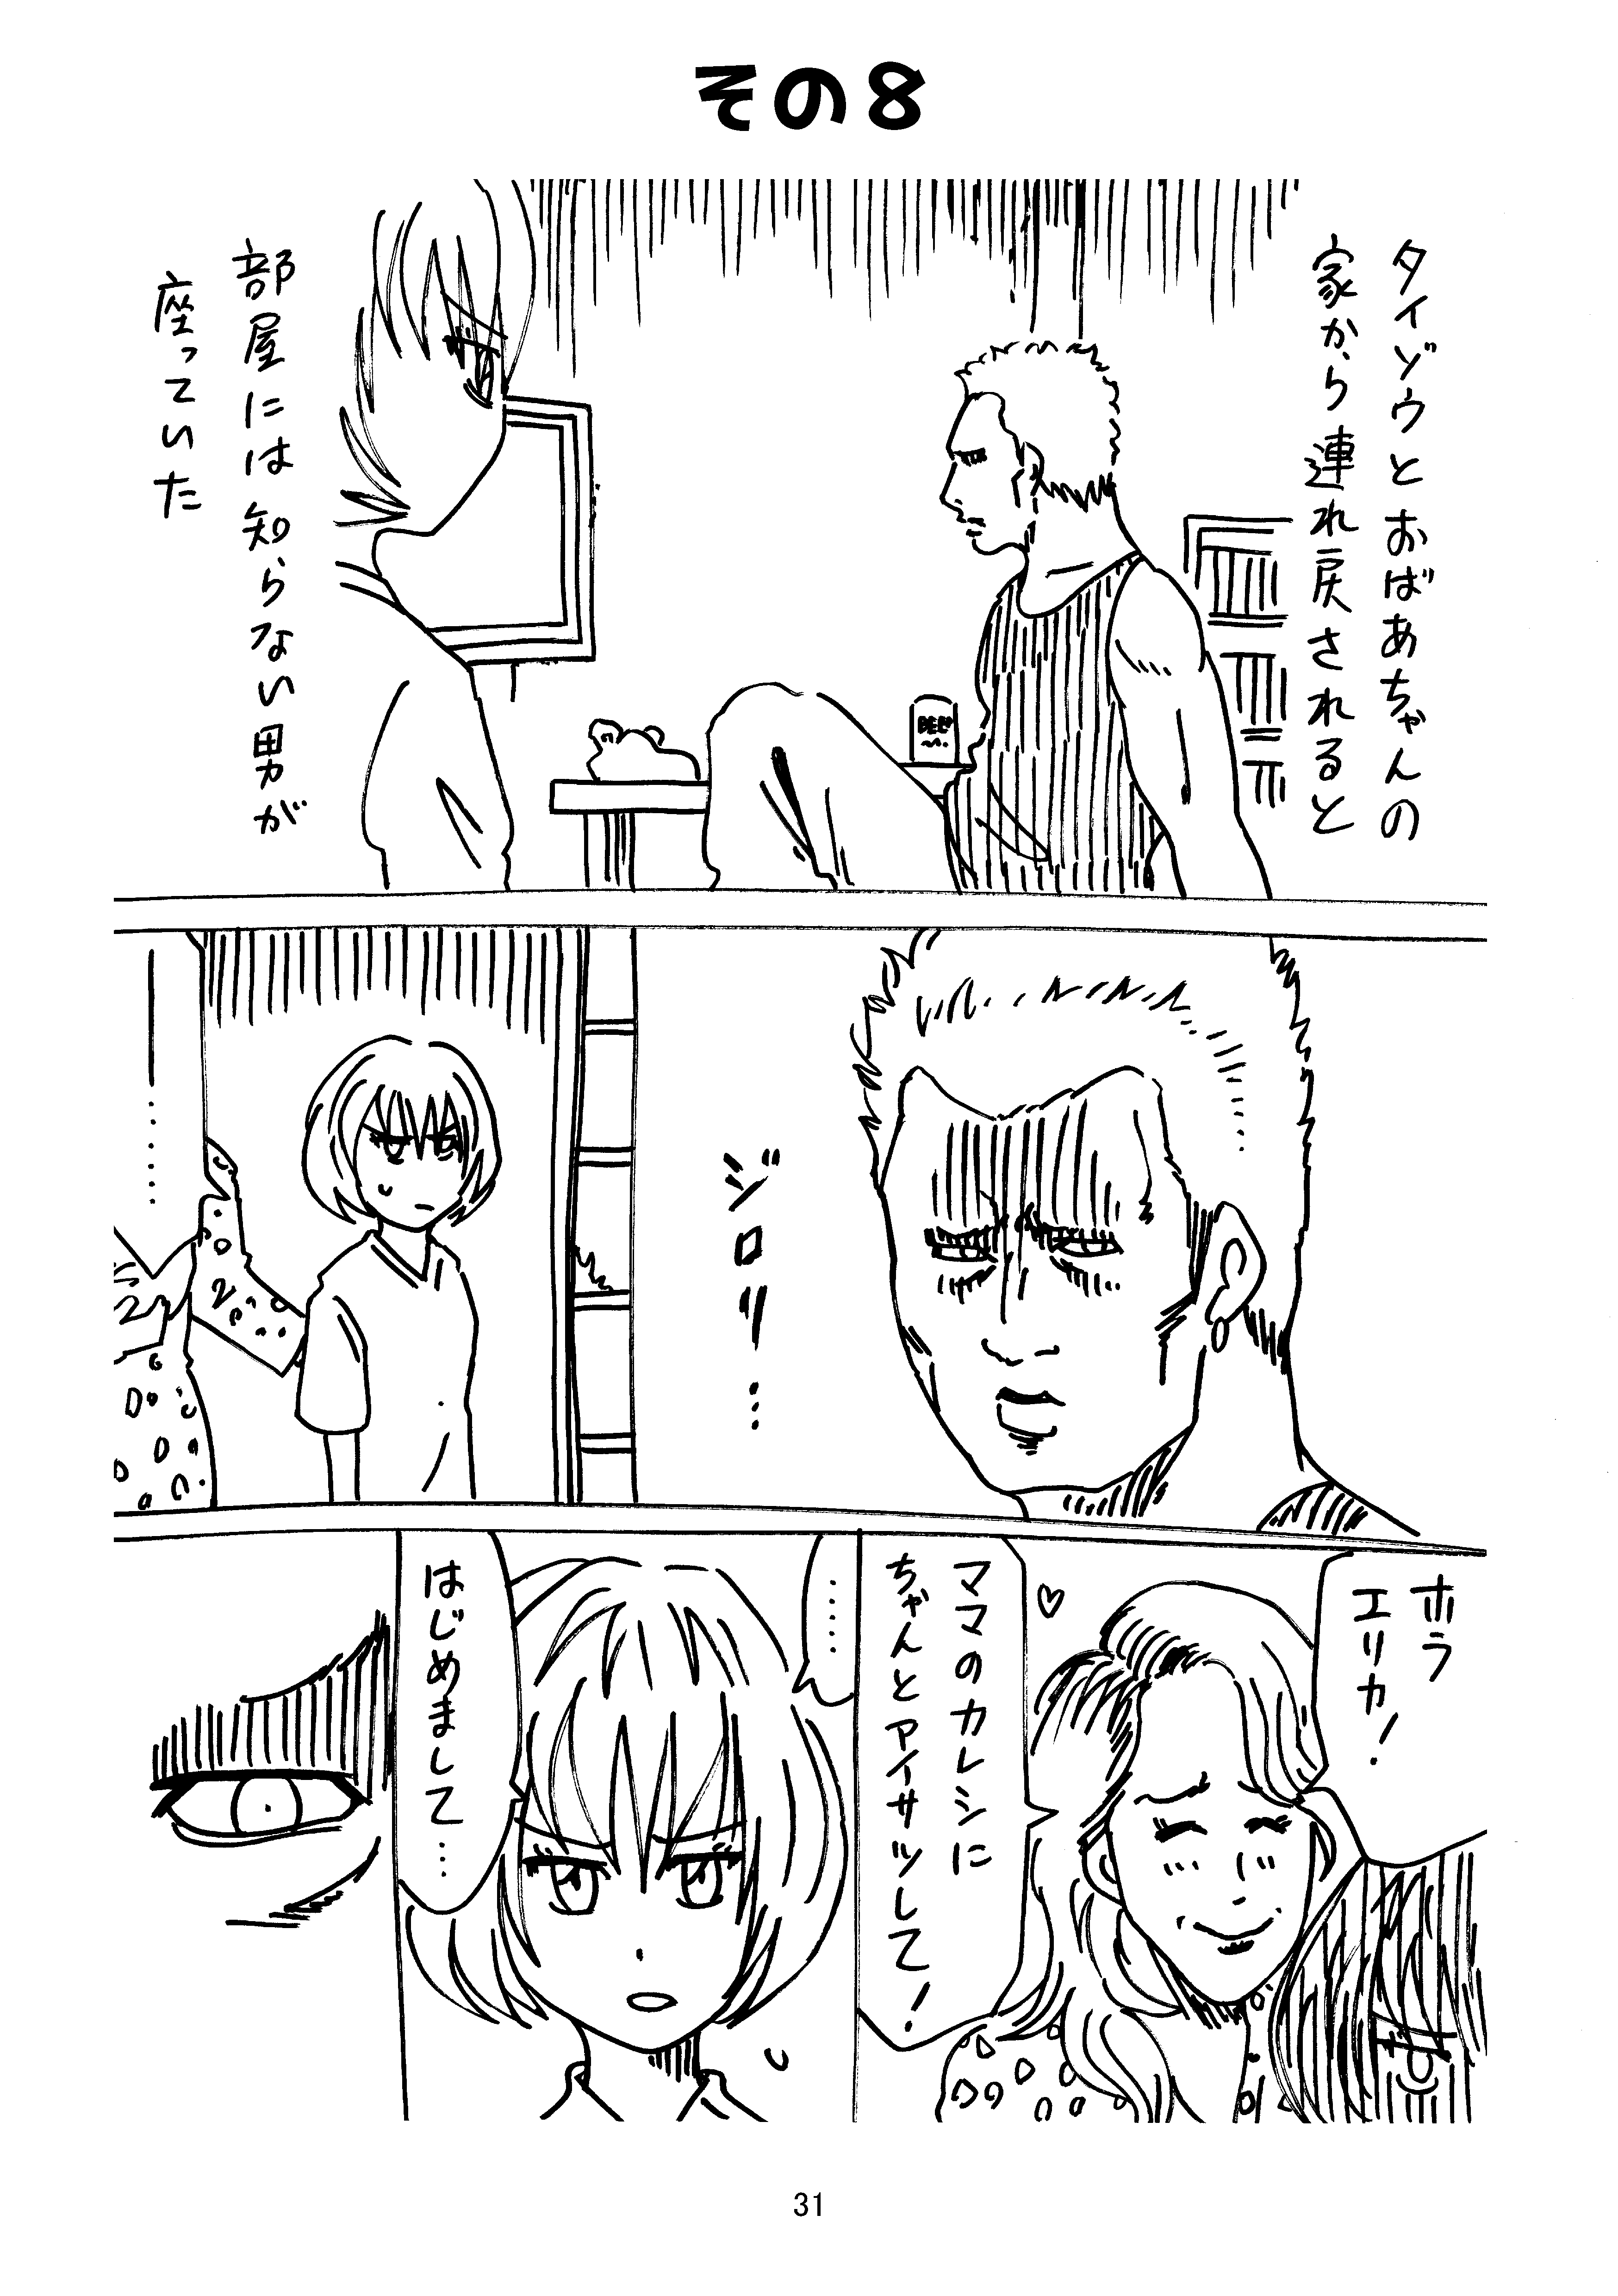 その8
タイゾウとおばあちゃんの
家から連れ戻されると
部屋には知らない男が
座っていた
ジロリ…
―……
ホラ
エリカ!
ママのカレシに
ちゃんとアイサツして!
……
はじめまして…
31